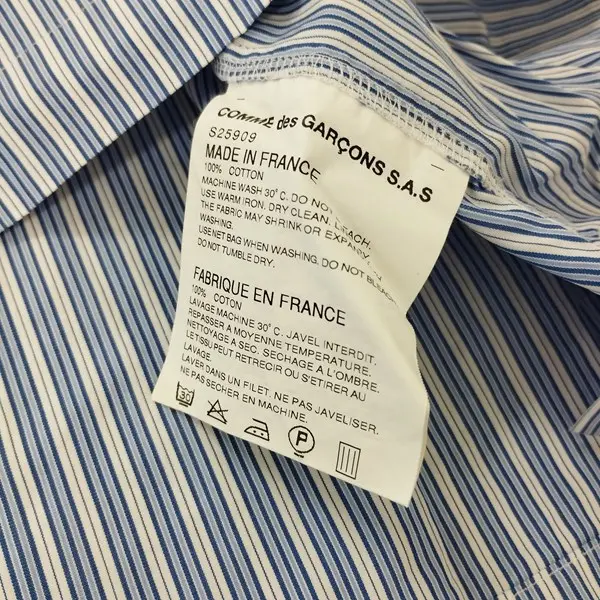 COMME des GARÇONS S.A.S
S25909
MADE IN FRANCE
100% COTTON
MACHINE WASH 30°C. DO NOT
USE WARM IRON. DRY CLEAN. BLEACH.
THE FABRIC MAY SHRINK OR EXPAND
WASHING.
USE NET BAG WHEN WASHING. DO NOT BLEACH
DO NOT TUMBLE DRY.
FABRIQUE EN FRANCE
100% COTON
LAVAGE MACHINE 30°C. JAVEL INTERDIT.
REPASSER A MOYENNE TEMPERATURE.
NETTOYAGE A SEC. SECHAGE A L'OMBRE.
LE TISSU PEUT RETRECIR OU S'ETIRER AU
LAVAGE.
LAVER DANS UN FILET. NE PAS JAVELISER.
NE PAS SECHER EN MACHINE.
30 P